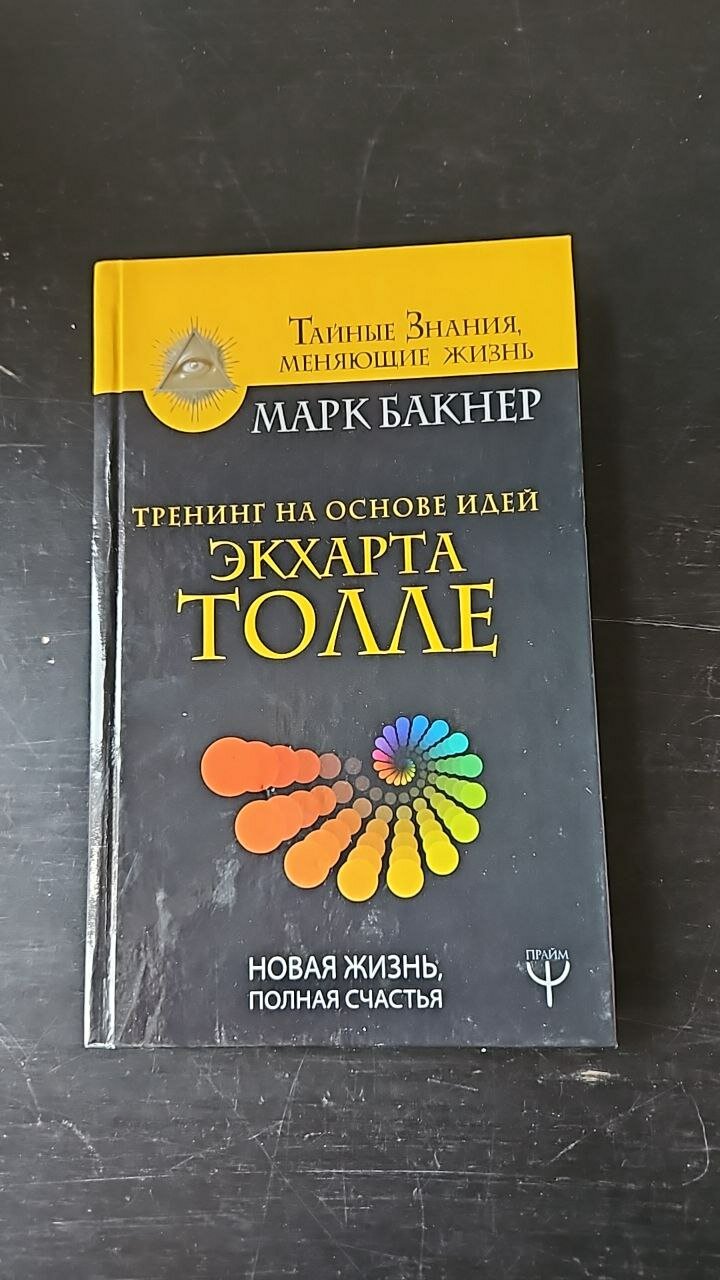 Тайные Знания,
меняющие жизнь
МАРК БАКНЕР
ТРЕНИНГ НА ОСНОВЕ ИДЕЙ
ЭКХАРТА
ТОЛЛЕ
НОВАЯ ЖИЗНЬ,
ПОЛНАЯ СЧАСТЬЯ
ПРАЙМ